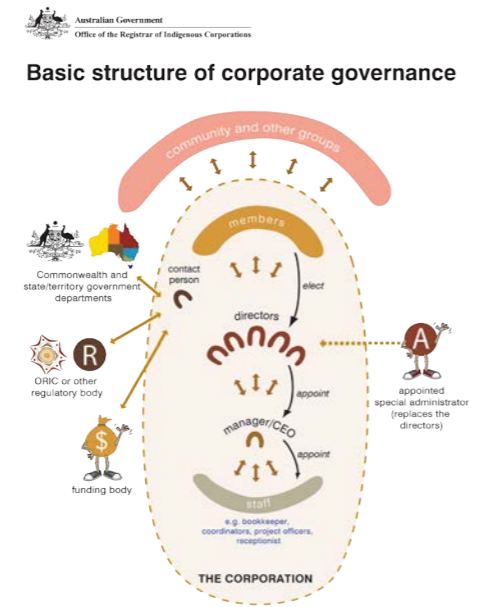 Australian Government
Office of the Registrar of Indigenous Corporations
Basic structure of corporate governance
community and other groups
members
Commonwealth and
state/territory government
departments
contact
person
elect
directors
R
ORIC or other
regulatory body
A
appointed
special administrator
(replaces the
directors)
appoint
manager/CEO
appoint
$
funding body
staff
e.g. bookkeeper,
coordinators, project officers,
receptionist
THE CORPORATION